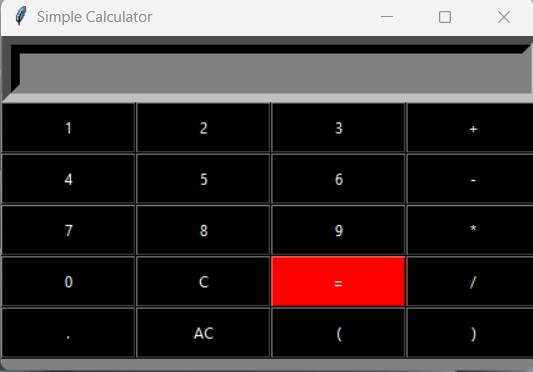 Simple Calculator
1 2 3 +
4 5 6 -
7 8 9 *
0 C = /
. AC ( )